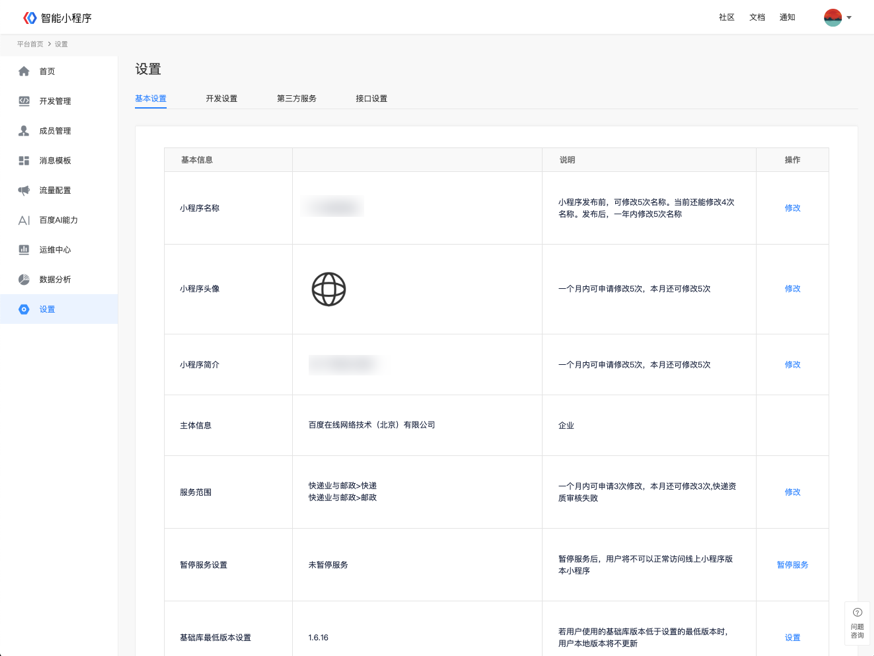 智能小程序
社区
文档
通知
平台首页 > 设置
首页
开发管理
成员管理
消息模板
流量配置
AI 百度AI能力
运维中心
数据分析
设置
设置
基本设置
开发设置
第三方服务
接口设置
基本信息
说明
操作
小程序名称
小程序发布前，可修改5次名称。当前还能修改4次
名称。发布后，一年内修改5次名称
修改
小程序头像
一个月内可申请修改5次，本月还可修改5次
修改
小程序简介
一个月内可申请修改5次，本月还可修改5次
修改
主体信息
百度在线网络技术（北京）有限公司
企业
服务范围
快递业与邮政>快递
快递业与邮政>邮政
一个月内可申请3次修改，本月还可修改3次,快递资
质审核失败
修改
暂停服务设置
未暂停服务
暂停服务后，用户将不可以正常访问线上小程序版
本小程序
暂停服务
基础库最低版本设置
1.6.16
若用户使用的基础库版本低于设置的最低版本时，
用户本地版本将不更新
设置
问题
咨询